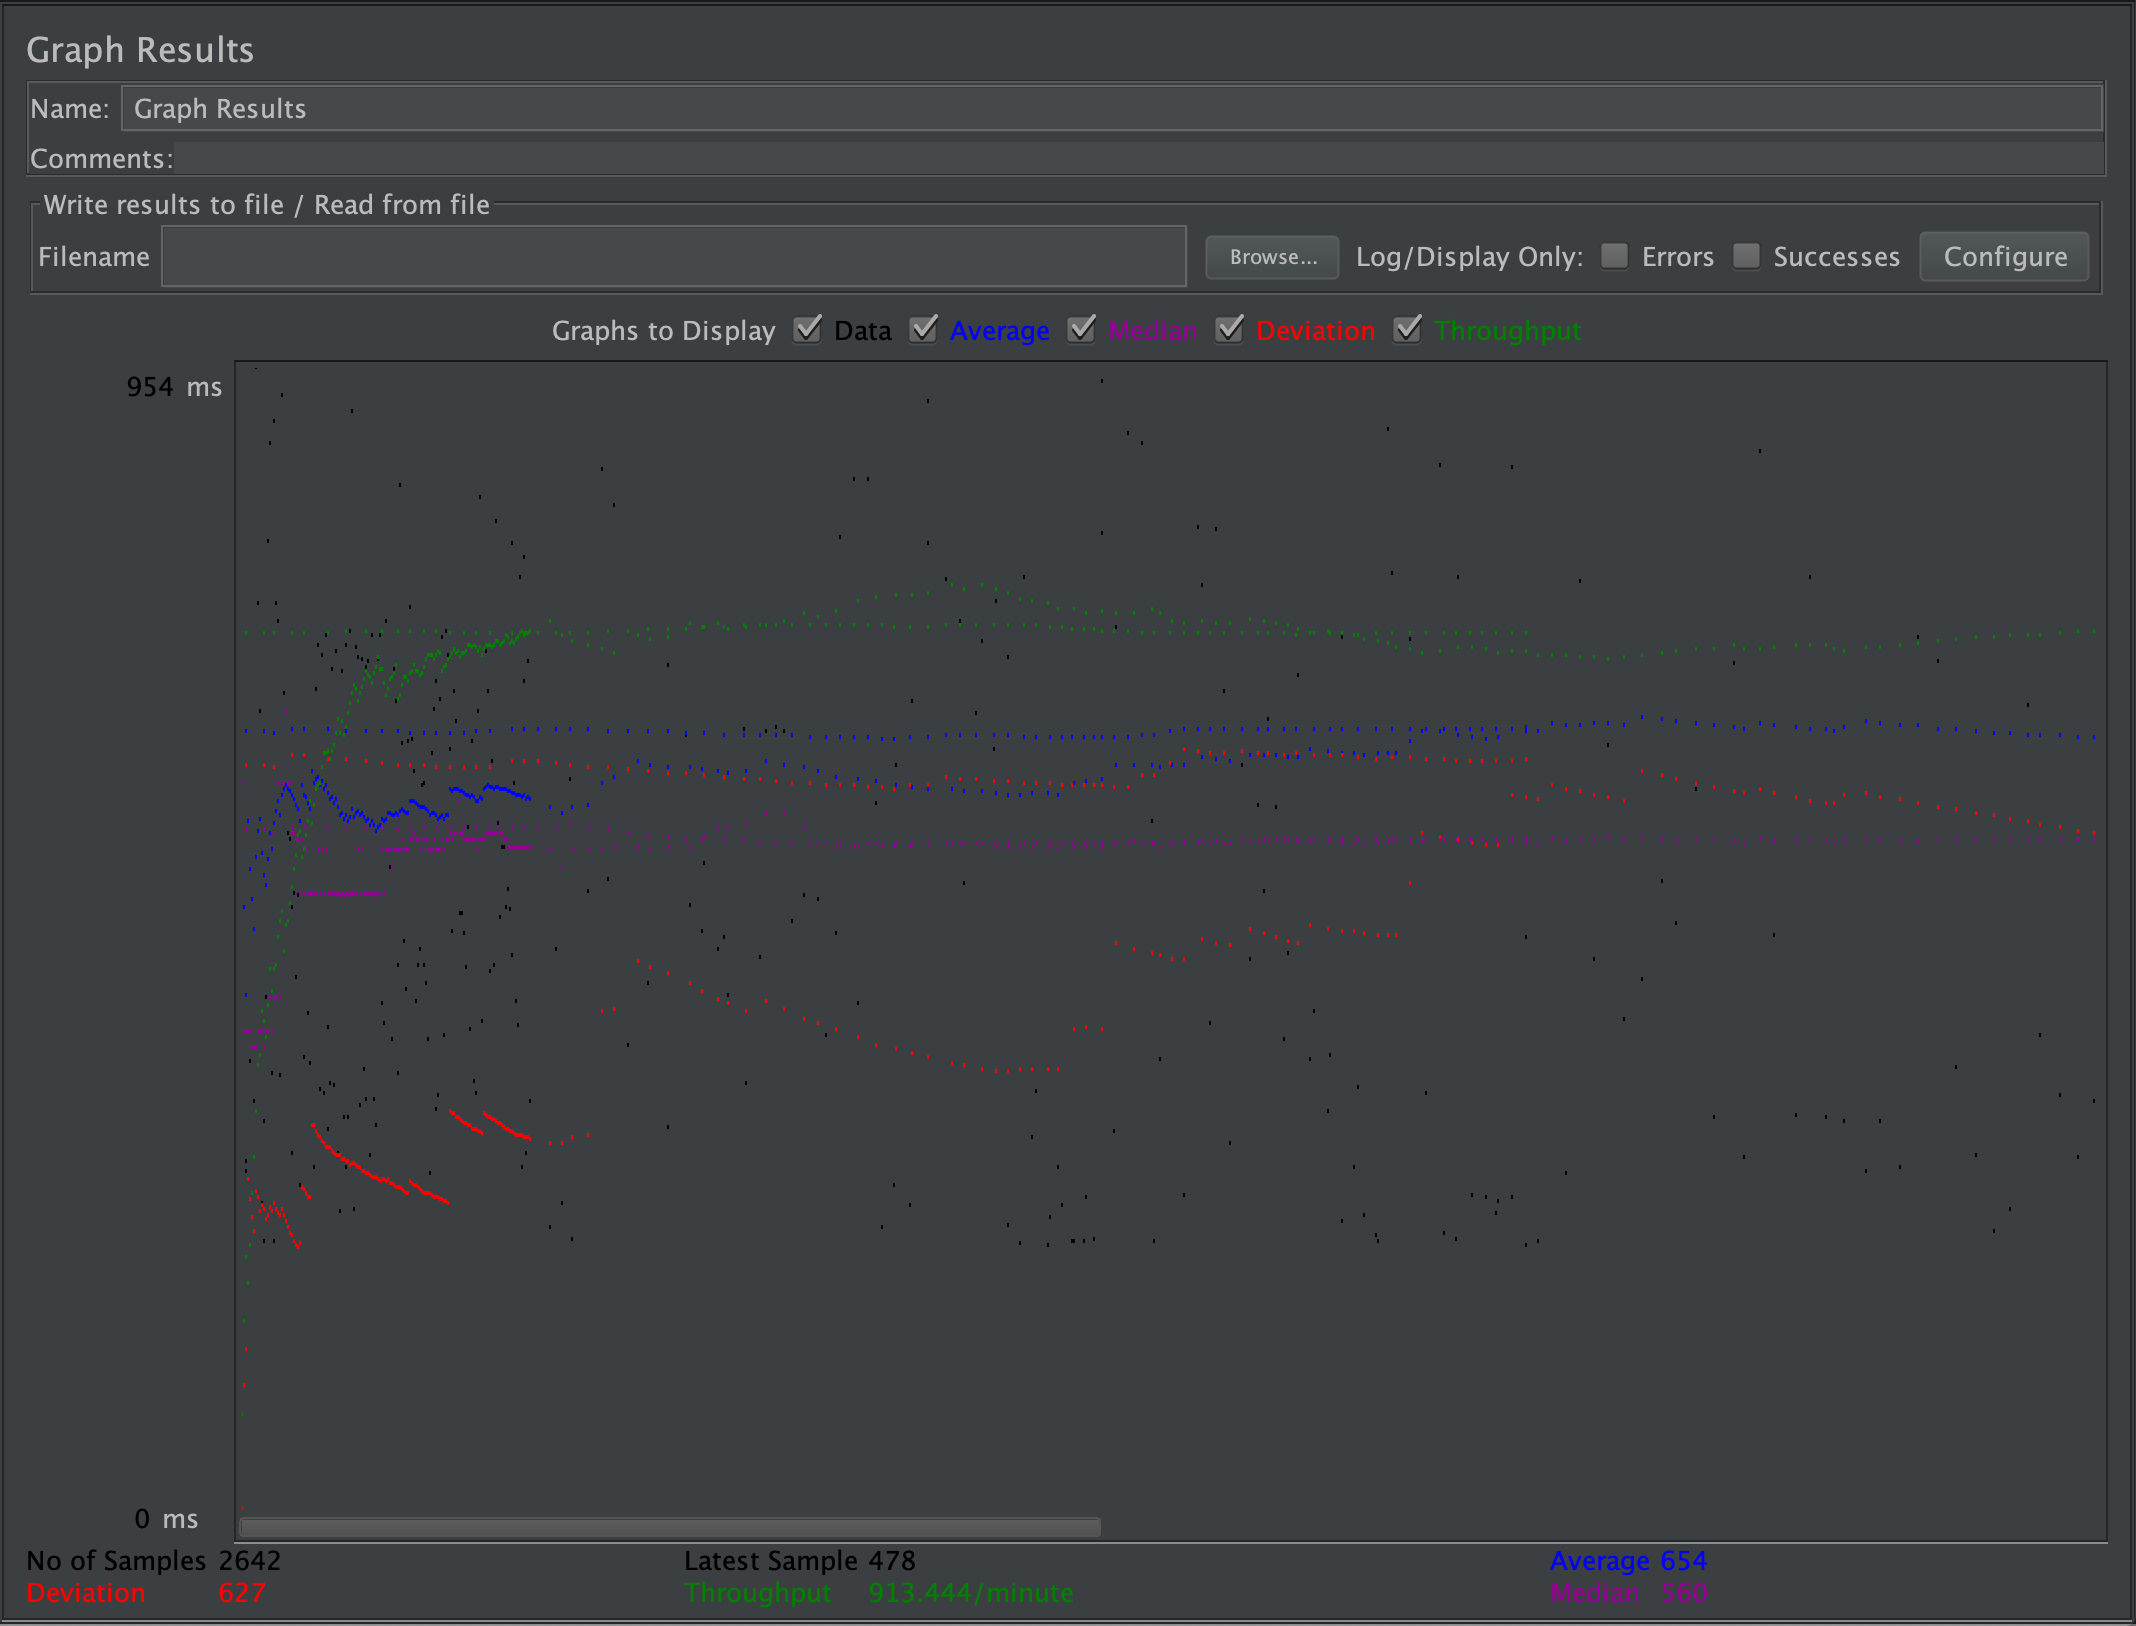 Graph Results
Name: Graph Results
Comments:
Write results to file / Read from file
Filename Browse... Log/Display Only: Errors Successes Configure
Graphs to Display Data Average Median Deviation Throughput
954 ms
0 ms
No of Samples 2642 Latest Sample 478 Average 654
Deviation 627 Throughput 913.444/minute Median 560